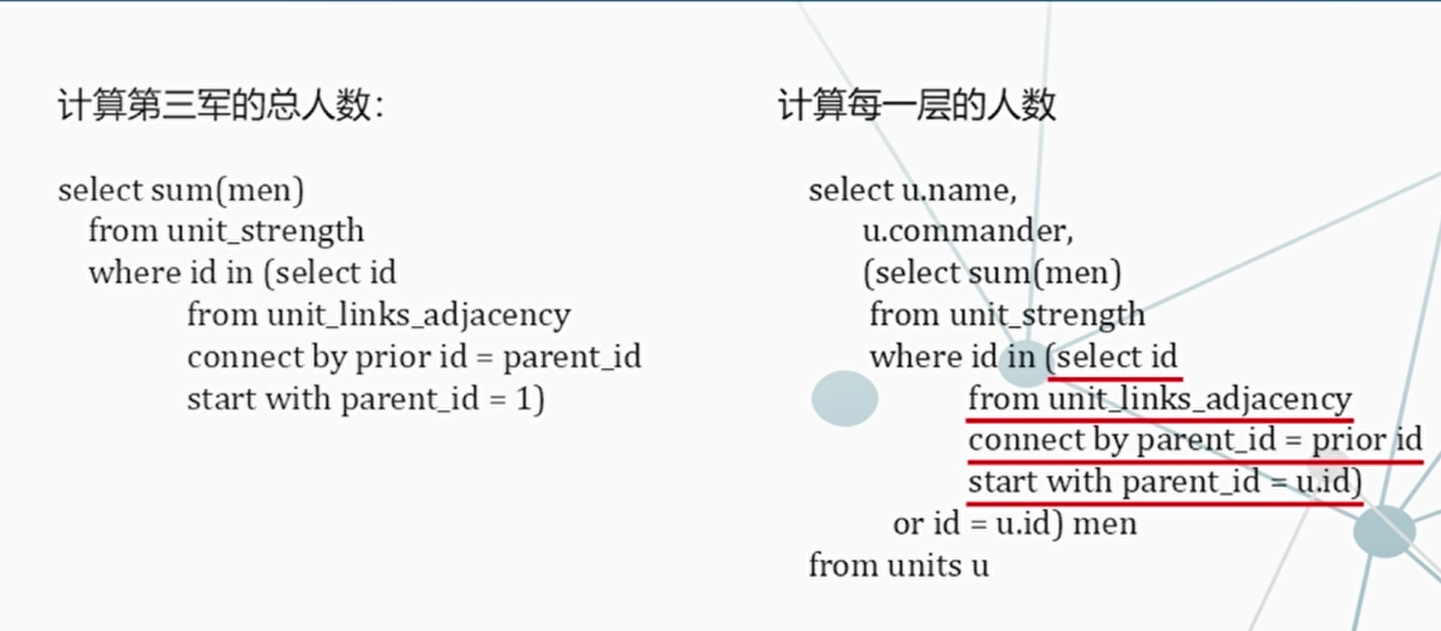 计算第三军的总人数：
select sum(men)
from unit_strength
where id in (select id
from unit_links_adjacency
connect by prior id = parent_id
start with parent_id = 1)
计算每一层的人数
select u.name,
u.commander,
(select sum(men)
from unit_strength
where id in (select id
from unit_links_adjacency
connect by parent_id = prior id
start with parent_id = u.id)
or id = u.id) men
from units u